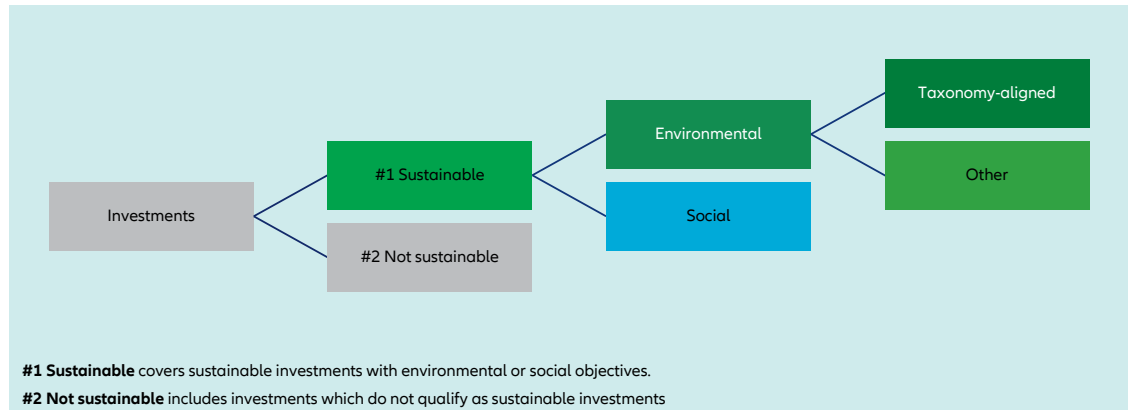 Taxonomy-aligned
Environmental
#1 Sustainable
Other
Investments
Social
#2 Not sustainable
#1 Sustainable covers sustainable investments with environmental or social objectives.
#2 Not sustainable includes investments which do not qualify as sustainable investments